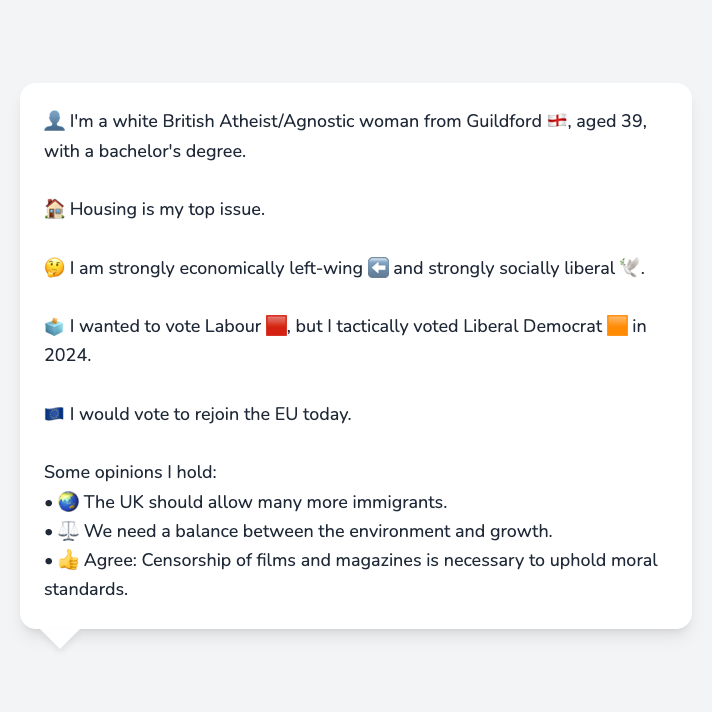 👤 I'm a white British Atheist/Agnostic woman from Guildford 🏴󠁧󠁢󠁥󠁮󠁧󠁿, aged 39,
with a bachelor's degree.
🏠 Housing is my top issue.
🤔 I am strongly economically left-wing ⬅️ and strongly socially liberal 🕊️.
🗳️ I wanted to vote Labour 🟥, but I tactically voted Liberal Democrat 🟧 in
2024.
🇪🇺 I would vote to rejoin the EU today.
Some opinions I hold:
• 🌏 The UK should allow many more immigrants.
• ⚖️ We need a balance between the environment and growth.
• 👍 Agree: Censorship of films and magazines is necessary to uphold moral
standards.